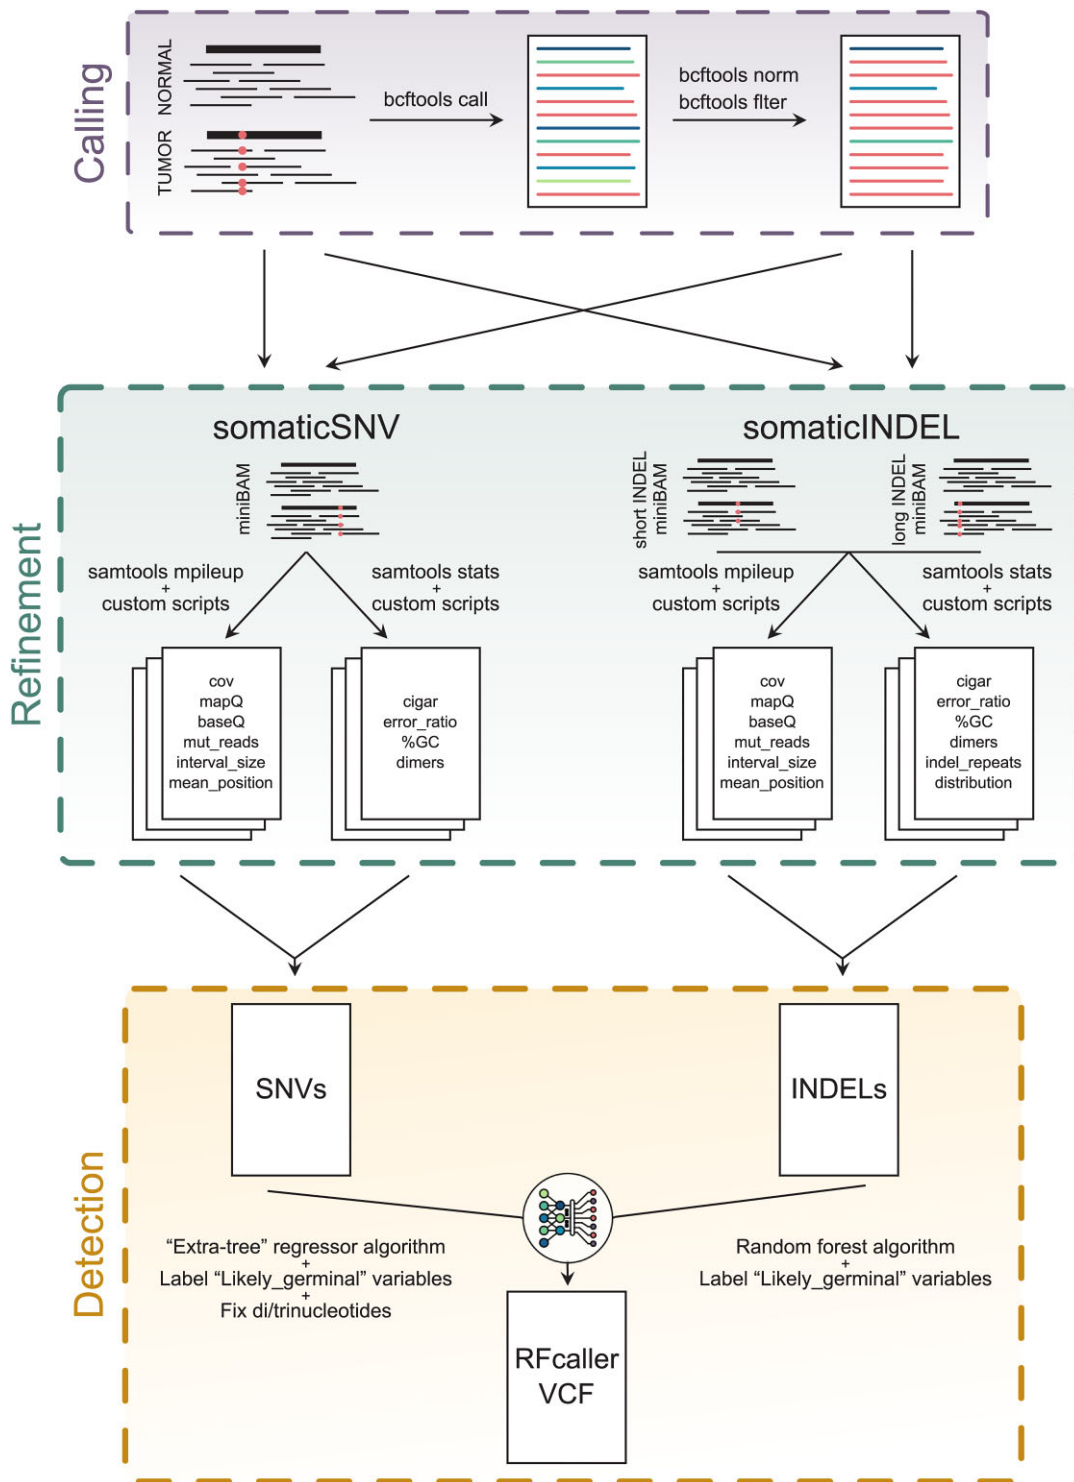 Calling
NORMAL
TUMOR
bcftools call
bcftools norm
bcftools flter
Refinement
somaticSNV
miniBAM
samtools mpileup
+
custom scripts
samtools stats
+
custom scripts
cov
mapQ
baseQ
mut_reads
interval_size
mean_position
cigar
error_ratio
%GC
dimers
somaticINDEL
short INDEL
miniBAM
long INDEL
miniBAM
samtools mpileup
+
custom scripts
samtools stats
+
custom scripts
cov
mapQ
baseQ
mut_reads
interval_size
mean_position
cigar
error_ratio
%GC
dimers
indel_repeats
distribution
Detection
SNVs
INDELs
“Extra-tree” regressor algorithm
+
Label “Likely_germinal” variables
+
Fix di/trinucleotides
Random forest algorithm
+
Label “Likely_germinal” variables
RFcaller
VCF